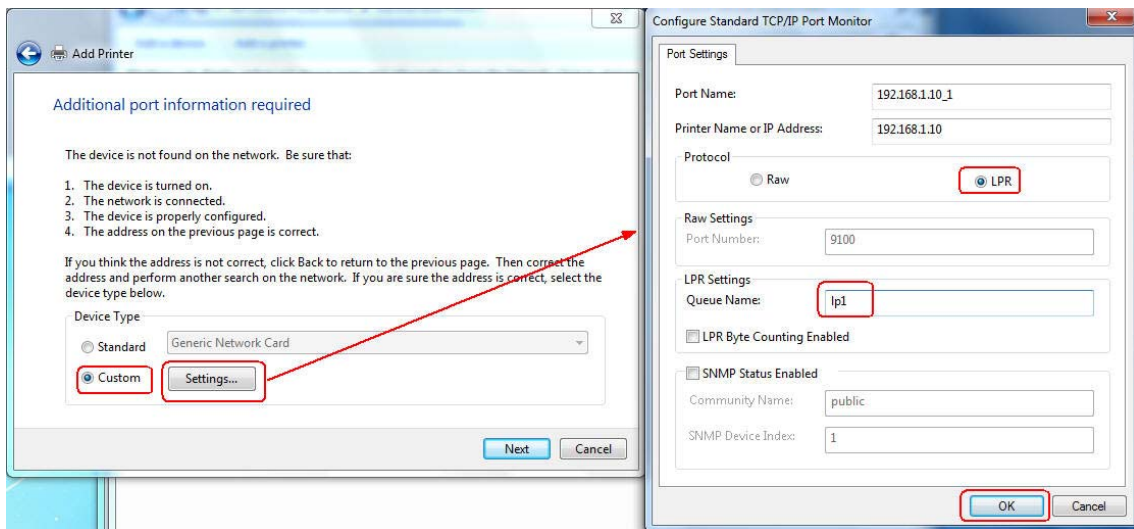 Add Printer
Additional port information required
The device is not found on the network. Be sure that:
1. The device is turned on.
2. The network is connected.
3. The device is properly configured.
4. The address on the previous page is correct.
If you think the address is not correct, click Back to return to the previous page. Then correct the
address and perform another search on the network. If you are sure the address is correct, select the
device type below.
Device Type
Standard
Generic Network Card
Custom
Settings...
Next
Cancel
Configure Standard TCP/IP Port Monitor
Port Settings
Port Name:
192.168.1.10_1
Printer Name or IP Address:
192.168.1.10
Protocol
Raw
LPR
Raw Settings
Port Number:
9100
LPR Settings
Queue Name:
lp1
LPR Byte Counting Enabled
SNMP Status Enabled
Community Name:
public
SNMP Device Index:
1
OK
Cancel